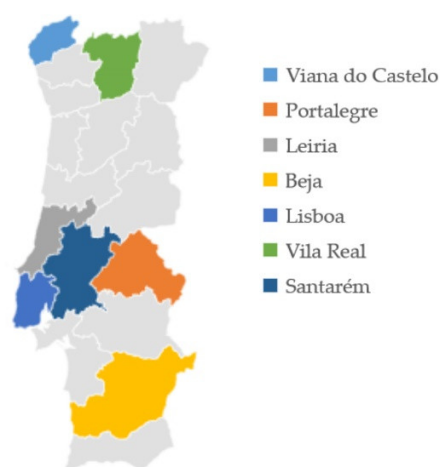 Viana do Castelo
Portalegre
Leiria
Beja
Lisboa
Vila Real
Santarém